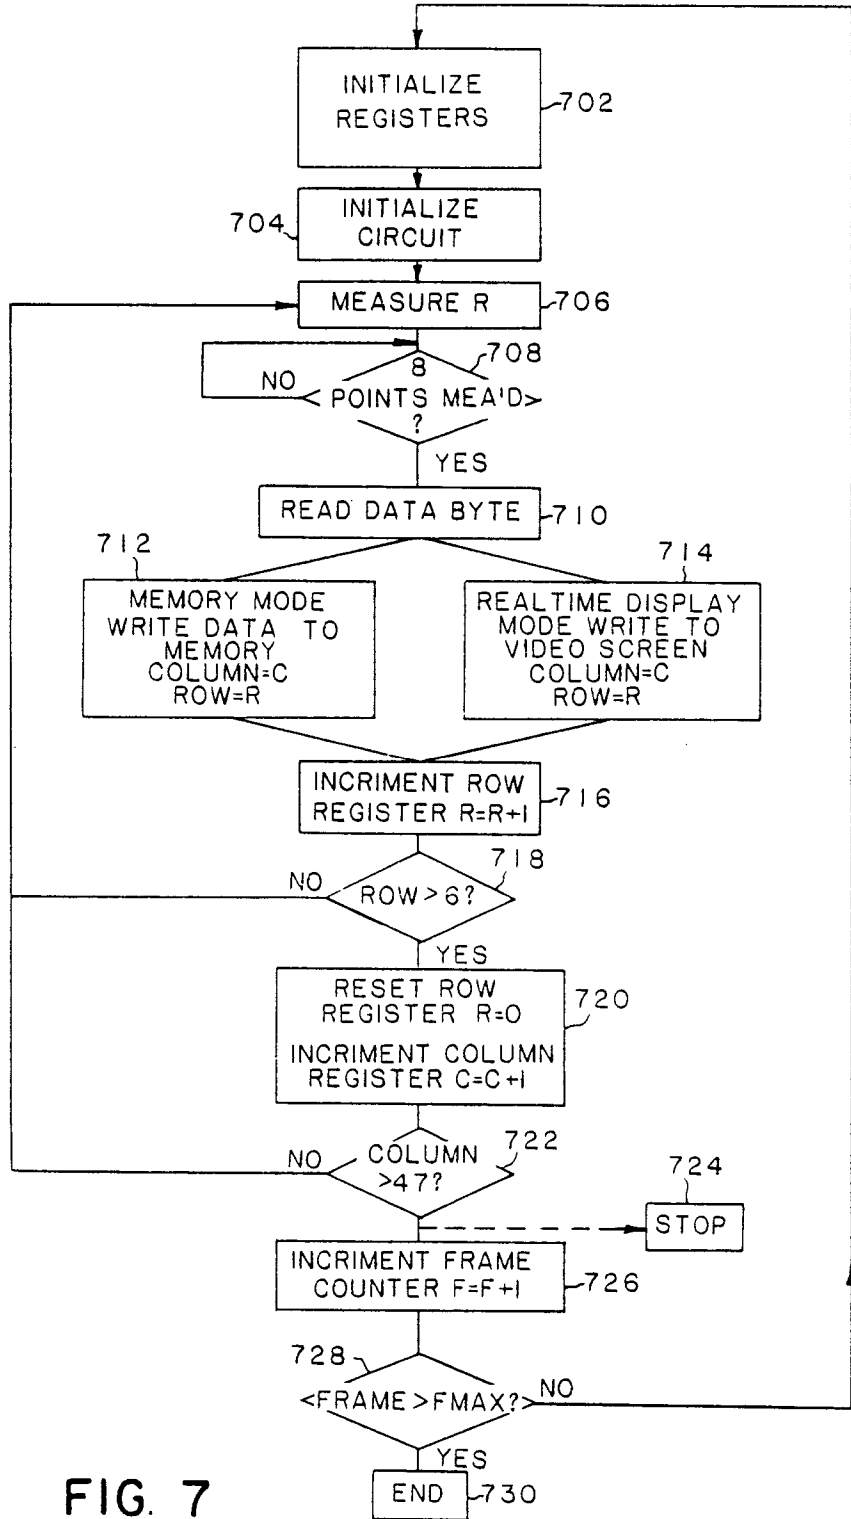 INITIALIZE
REGISTERS
702
704
INITIALIZE
CIRCUIT
MEASURE R
706
708
8
NO
POINTS MEA'D
?
YES
READ DATA BYTE
710
712
714
MEMORY MODE
WRITE DATA TO
MEMORY
COLUMN=C
ROW=R
REALTIME DISPLAY
MODE WRITE TO
VIDEO SCREEN
COLUMN=C
ROW=R
INCRIMENT ROW
REGISTER R=R+1
716
718
NO
ROW>6?
YES
RESET ROW
REGISTER R=0
INCRIMENT COLUMN
REGISTER C=C+1
720
NO
COLUMN
>47?
722
724
STOP
INCRIMENT FRAME
COUNTER F=F+1
726
728
FRAME>FMAX?
NO
YES
END
730
FIG. 7